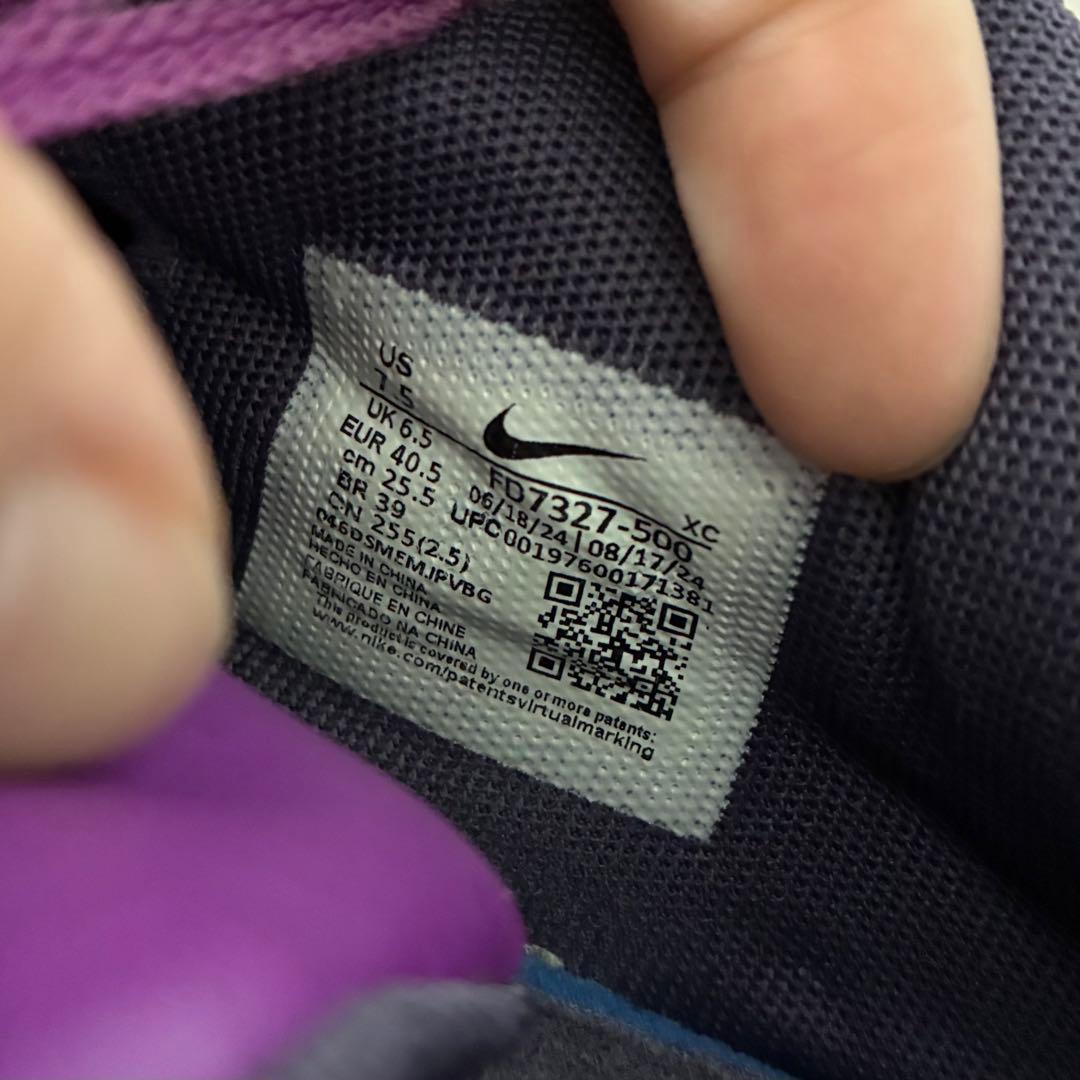 US
7.5
UK 6.5
EUR 40.5
cm 25.5
BR 39
CN 255(2.5)
FD7327-500 XC
06/18/24 | 08/17/24
UPC 00197600171381
046DSMEMJPVBG
MADE IN CHINA
HECHO EN CHINA
FABRIQUE EN CHINE
FABRICADO NA CHINA
This product is covered by one or more patents:
www.nike.com/patentsvirtualmarking